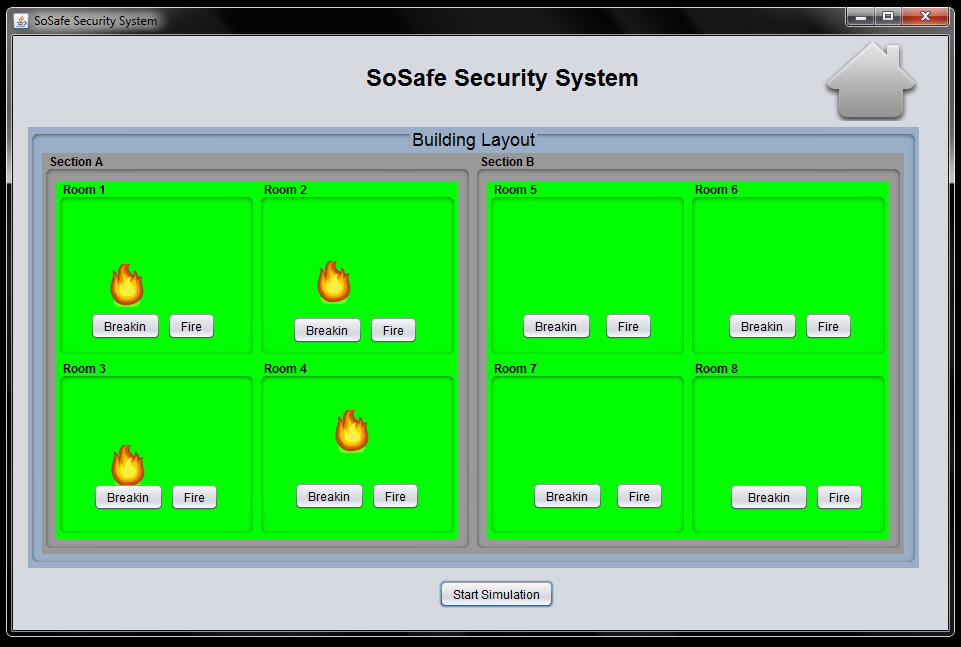 SoSafe Security System
SoSafe Security System
Building Layout
Section A
Section B
Room 1
Room 2
Room 5
Room 6
Breakin Fire
Breakin Fire
Breakin Fire
Breakin Fire
Room 3
Room 4
Room 7
Room 8
Breakin Fire
Breakin Fire
Breakin Fire
Breakin Fire
Start Simulation